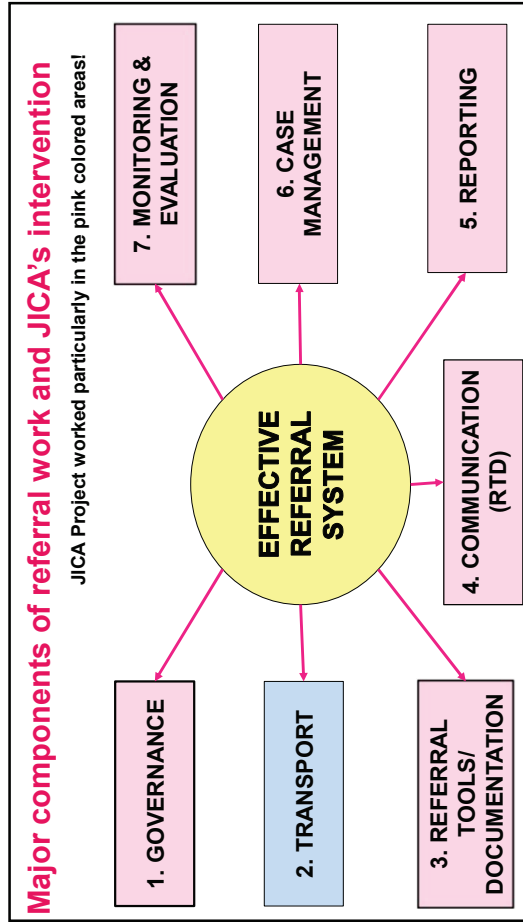 Major components of referral work and JICA's intervention
JICA Project worked particularly in the pink colored areas!
1. GOVERNANCE
2. TRANSPORT
3. REFERRAL
TOOLS/
DOCUMENTATION
4. COMMUNICATION
(RTD)
5. REPORTING
6. CASE
MANAGEMENT
7. MONITORING &
EVALUATION
EFFECTIVE
REFERRAL
SYSTEM